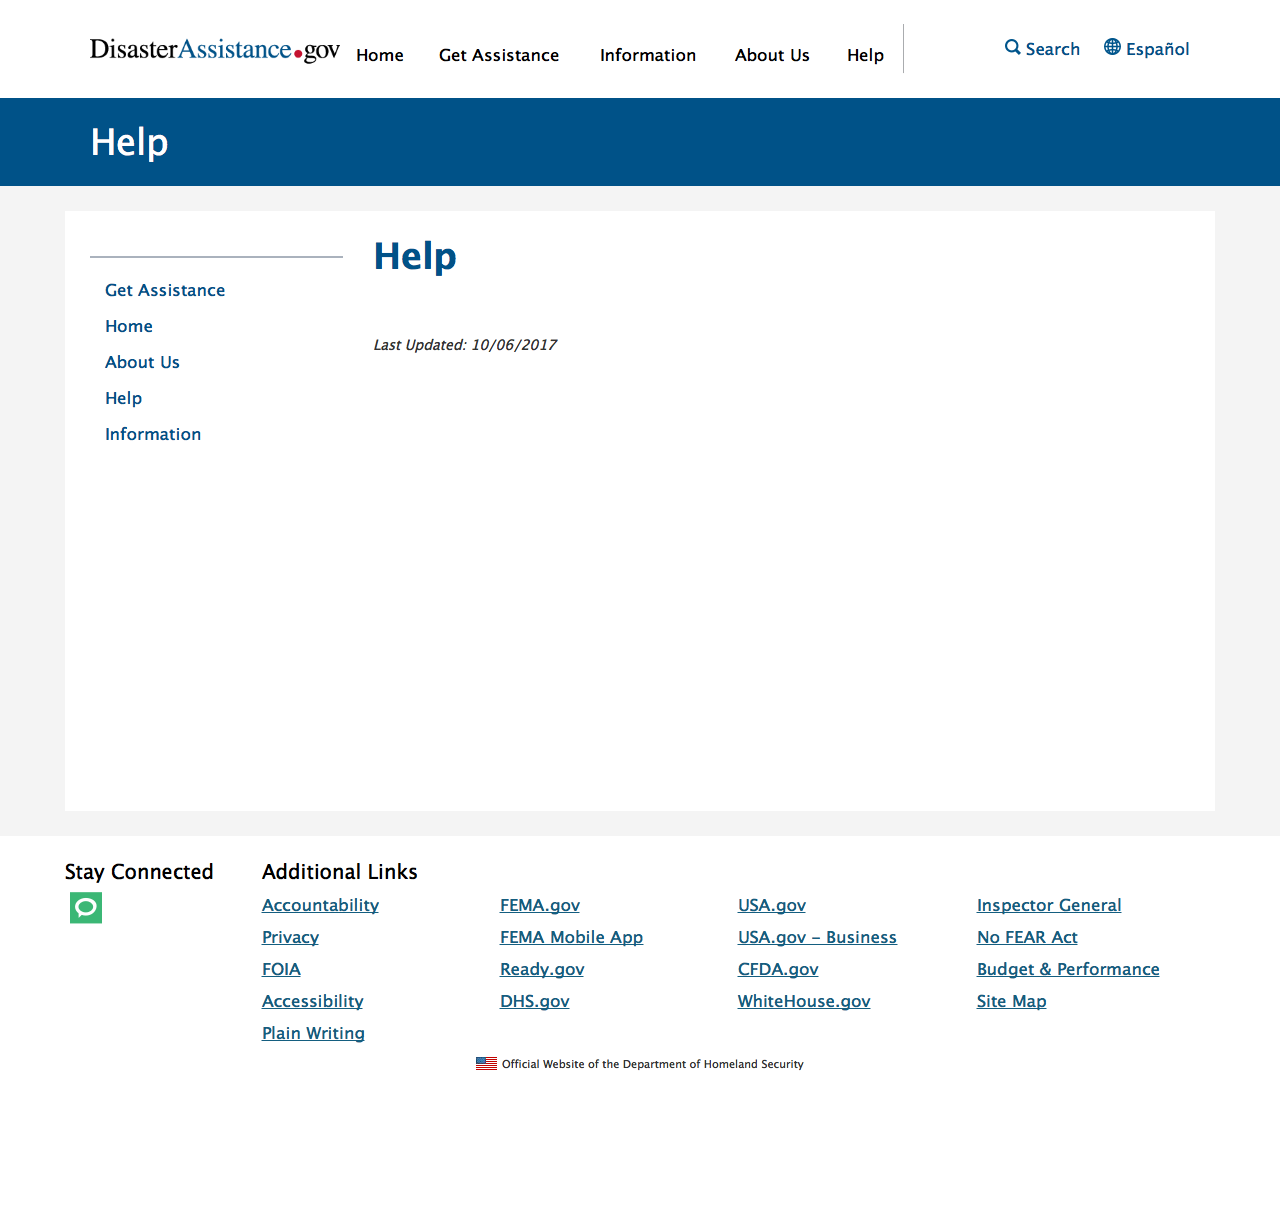 DisasterAssistance.gov Home Get Assistance Information About Us Help Search Español
Help
Help
Get Assistance
Home
Last Updated: 10/06/2017
About Us
Help
Information
Stay Connected
Additional Links
Accountability FEMA.gov USA.gov Inspector General
Privacy FEMA Mobile App USA.gov – Business No FEAR Act
FOIA Ready.gov CFDA.gov Budget & Performance
Accessibility DHS.gov WhiteHouse.gov Site Map
Plain Writing
Official Website of the Department of Homeland Security